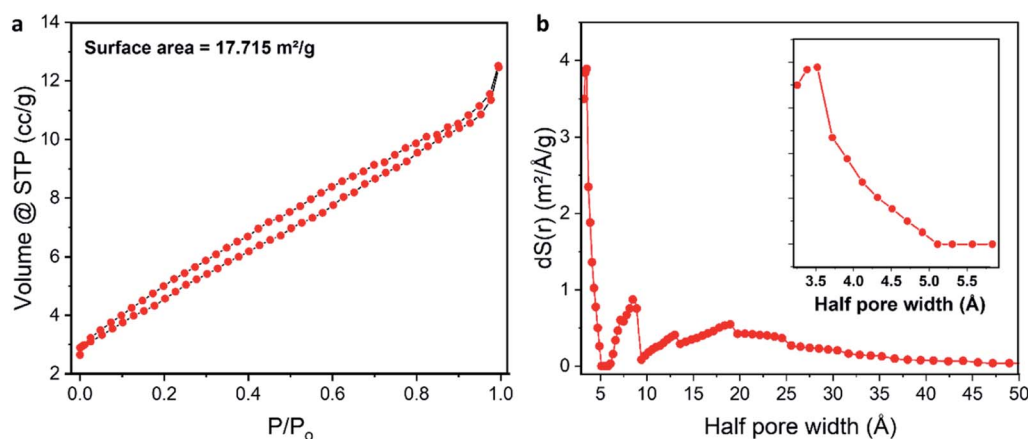 a
Surface area = 17.715 m²/g
14
12
10
8
6
4
2
0.0 0.2 0.4 0.6 0.8 1.0
Volume @ STP (cc/g)
P/Pₒ
b
4
3
2
1
0
5 10 15 20 25 30 35 40 45 50
dS(r) (m²/Å/g)
Half pore width (Å)
3.5 4.0 4.5 5.0 5.5
Half pore width (Å)